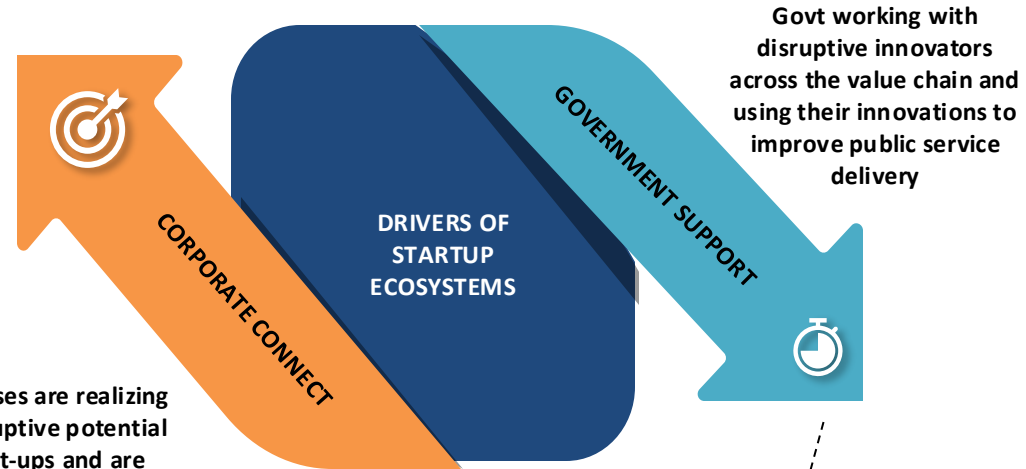 Govt working with
disruptive innovators
across the value chain and
using their innovations to
improve public service
delivery
GOVERNMENT SUPPORT
DRIVERS OF
STARTUP
ECOSYSTEMS
CORPORATE CONNECT
ses are realizing
uptive potential
t-ups and are